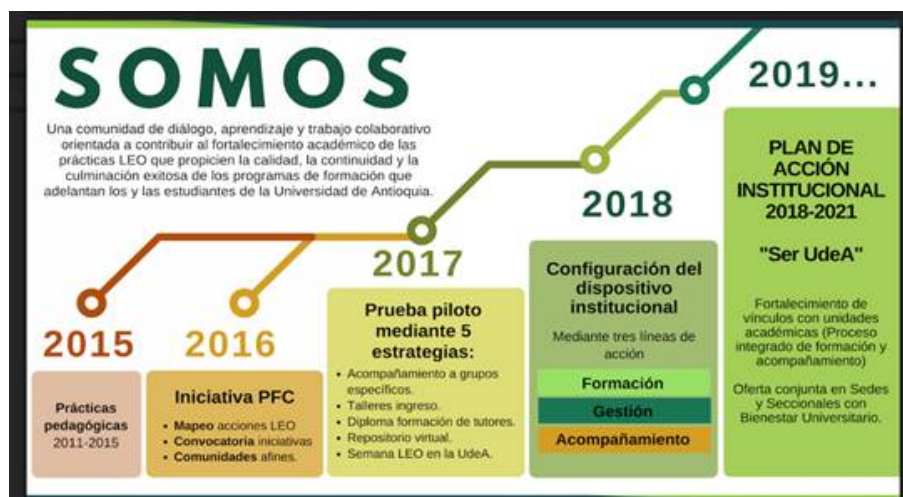 SOMOS
Una comunidad de diálogo, aprendizaje y trabajo colaborativo
orientada a contribuir al fortalecimiento académico de las
prácticas LEO que propicien la calidad, la continuidad y la
culminación exitosa de los programas de formación que
adelantan los y las estudiantes de la Universidad de Antioquia.
2015
Prácticas
pedagógicas
2011-2015
2016
Iniciativa PFC
• Mapeo acciones LEO
• Convocatoria iniciativas
• Comunidades afines.
2017
Prueba piloto
mediante 5
estrategias:
• Acompañamiento a grupos
específicos.
• Talleres ingreso.
• Diploma formación de tutores.
• Repositorio virtual.
• Semana LEO en la UdeA.
2018
Configuración del
dispositivo
institucional
Mediante tres líneas de
acción
Formación
Gestión
Acompañamiento
2019...
PLAN DE
ACCIÓN
INSTITUCIONAL
2018-2021
"Ser UdeA"
Fortalecimiento de
vínculos con unidades
académicas (Proceso
integrado de formación y
acompañamiento)
Oferta conjunta en Sedes
y Seccionales con
Bienestar Universitario.